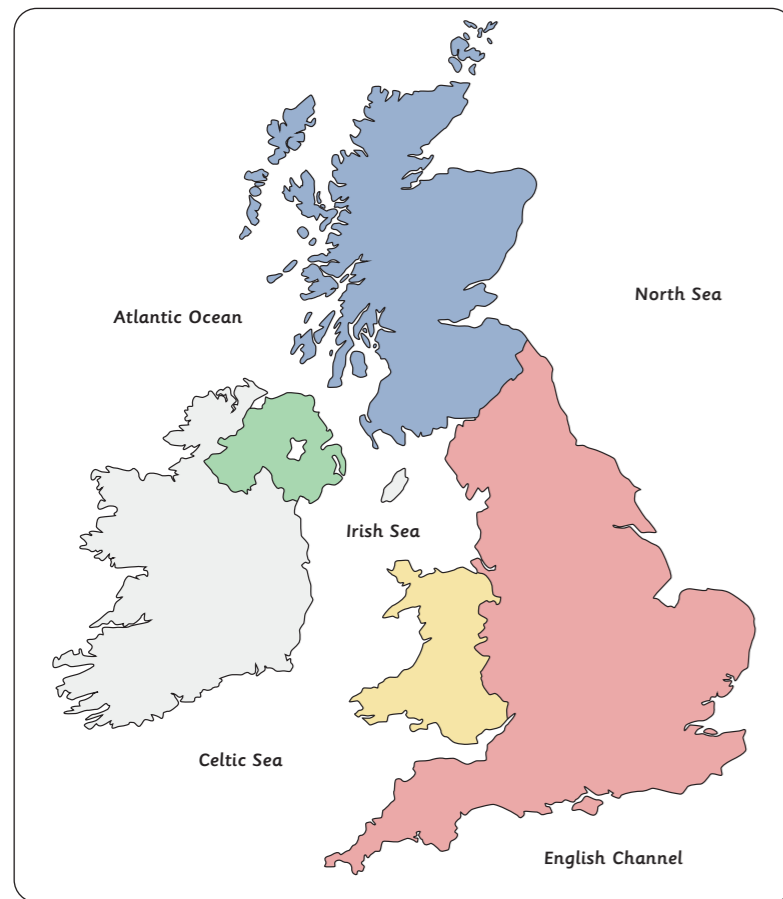 North Sea
Atlantic Ocean
Irish Sea
Celtic Sea
English Channel